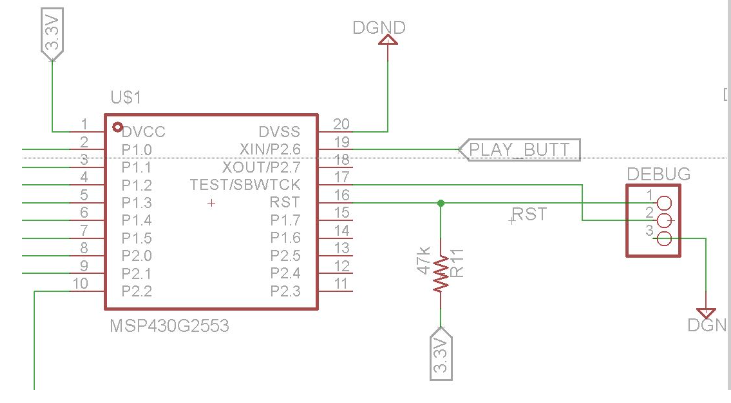 3.3V
DGND
U$1
1 DVCC DVSS 20
2 P1.0 XIN/P2.6 19 PLAY_BUTT
3 P1.1 XOUT/P2.7 18
4 P1.2 TEST/SBWTCK 17
5 P1.3 RST 16
6 P1.4 P1.7 15
7 P1.5 P1.6 14
8 P2.0 P2.5 13
9 P2.1 P2.4 12
10 P2.2 P2.3 11
MSP430G2553
RST
DEBUG
1
2
3
47k
R11
3.3V
DGN